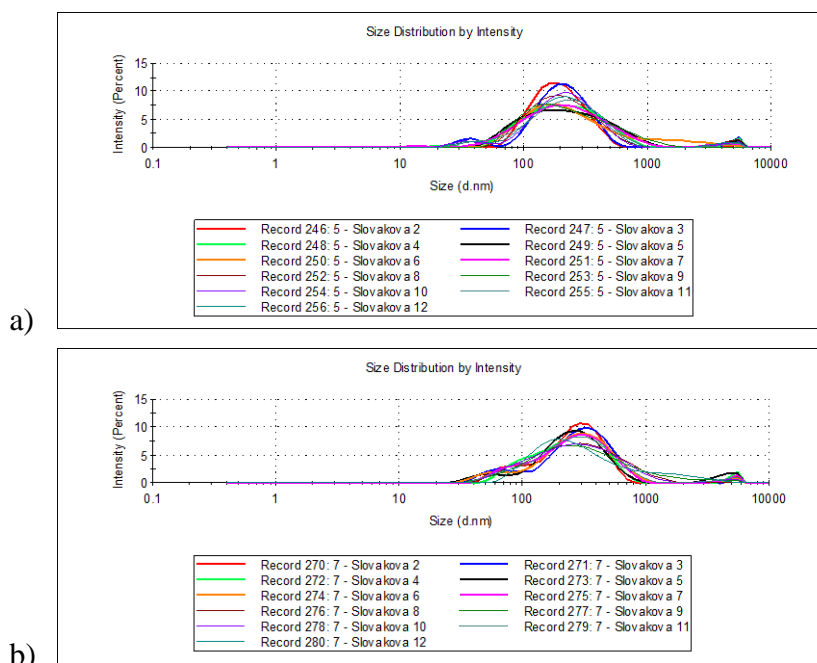 Size Distribution by Intensity
15
10
5
0
Intensity (Percent)
0.1 1 10 100 1000 10000
Size (d.nm)
Record 246: 5 - Slovakova 2 Record 247: 5 - Slovakova 3
Record 248: 5 - Slovakova 4 Record 249: 5 - Slovakova 5
Record 250: 5 - Slovakova 6 Record 251: 5 - Slovakova 7
Record 252: 5 - Slovakova 8 Record 253: 5 - Slovakova 9
Record 254: 5 - Slovakova 10 Record 255: 5 - Slovakova 11
Record 256: 5 - Slovakova 12
a)
Size Distribution by Intensity
15
10
5
0
Intensity (Percent)
0.1 1 10 100 1000 10000
Size (d.nm)
Record 270: 7 - Slovakova 2 Record 271: 7 - Slovakova 3
Record 272: 7 - Slovakova 4 Record 273: 7 - Slovakova 5
Record 274: 7 - Slovakova 6 Record 275: 7 - Slovakova 7
Record 276: 7 - Slovakova 8 Record 277: 7 - Slovakova 9
Record 278: 7 - Slovakova 10 Record 279: 7 - Slovakova 11
Record 280: 7 - Slovakova 12
b)